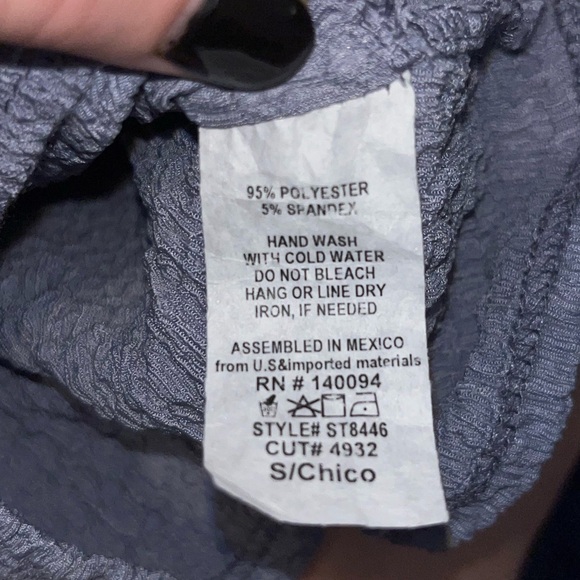 95% POLYESTER
5% SPANDEX
HAND WASH
WITH COLD WATER
DO NOT BLEACH
HANG OR LINE DRY
IRON, IF NEEDED
ASSEMBLED IN MEXICO
from U.S&imported materials
RN # 140094
STYLE# ST8446
CUT# 4932
S/Chico